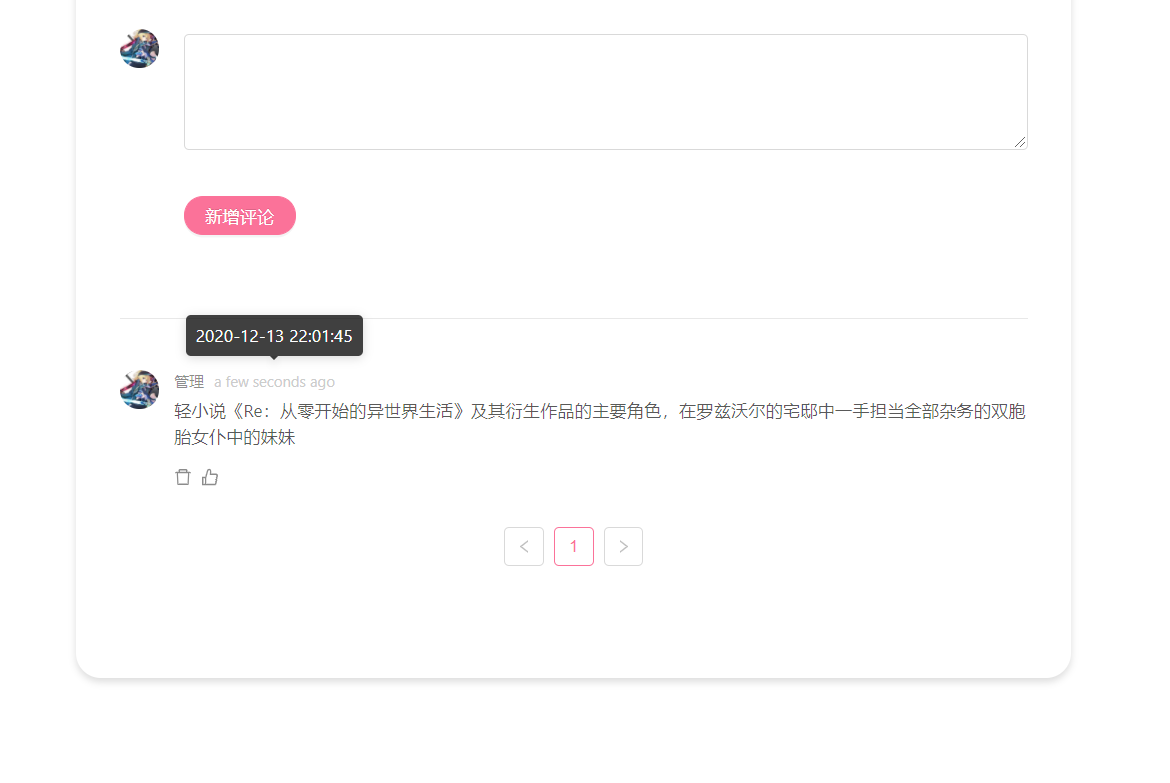 新增评论
2020-12-13 22:01:45
管理 a few seconds ago
轻小说《Re：从零开始的异世界生活》及其衍生作品的主要角色，在罗兹沃尔的宅邸中一手担当全部杂务的双胞
胎女仆中的妹妹
1